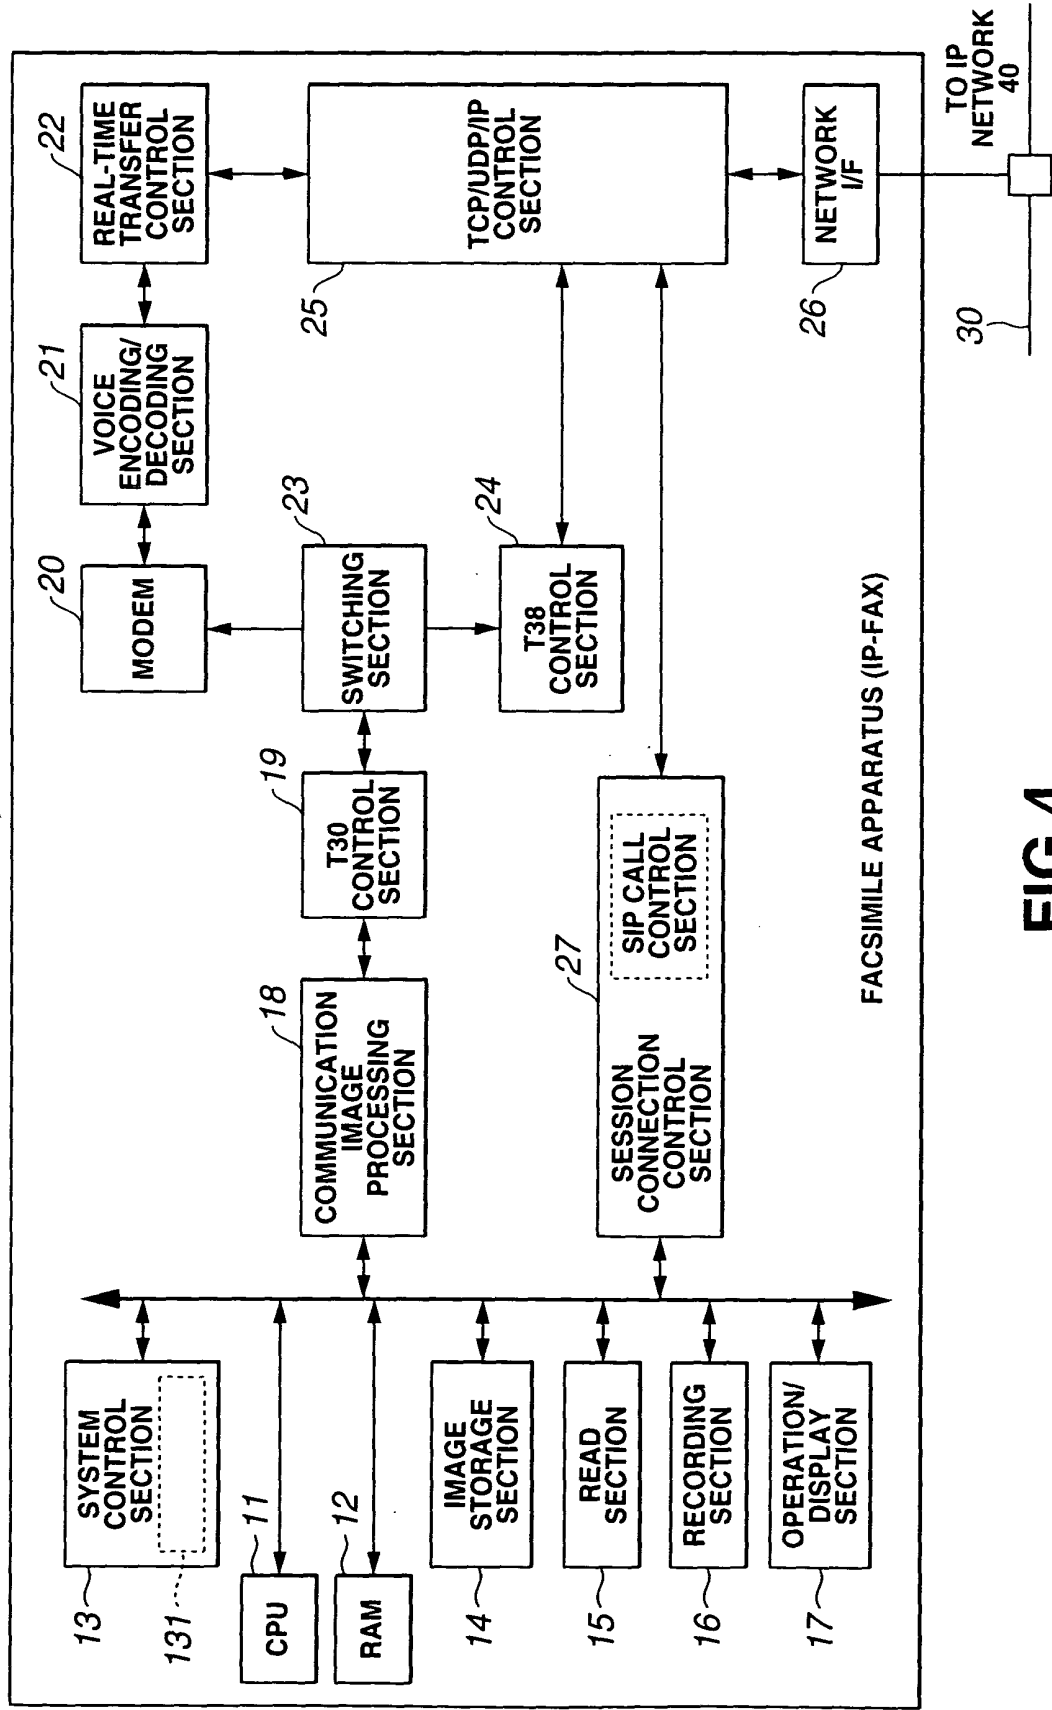 22
REAL-TIME
TRANSFER
CONTROL
SECTION
21
VOICE
ENCODING/
DECODING
SECTION
20
MODEM
TCP/UDP/IP
CONTROL
SECTION
25
NETWORK
I/F
26
TO IP
NETWORK
40
30
23
SWITCHING
SECTION
24
T38
CONTROL
SECTION
19
T30
CONTROL
SECTION
18
COMMUNICATION
IMAGE
PROCESSING
SECTION
27
SESSION
CONNECTION
CONTROL
SECTION
SIP CALL
CONTROL
SECTION
SYSTEM
CONTROL
SECTION
13
131
11
CPU
12
RAM
IMAGE
STORAGE
SECTION
14
READ
SECTION
15
RECORDING
SECTION
16
OPERATION/
DISPLAY
SECTION
17
FACSIMILE APPARATUS (IP-FAX)
FIG.4